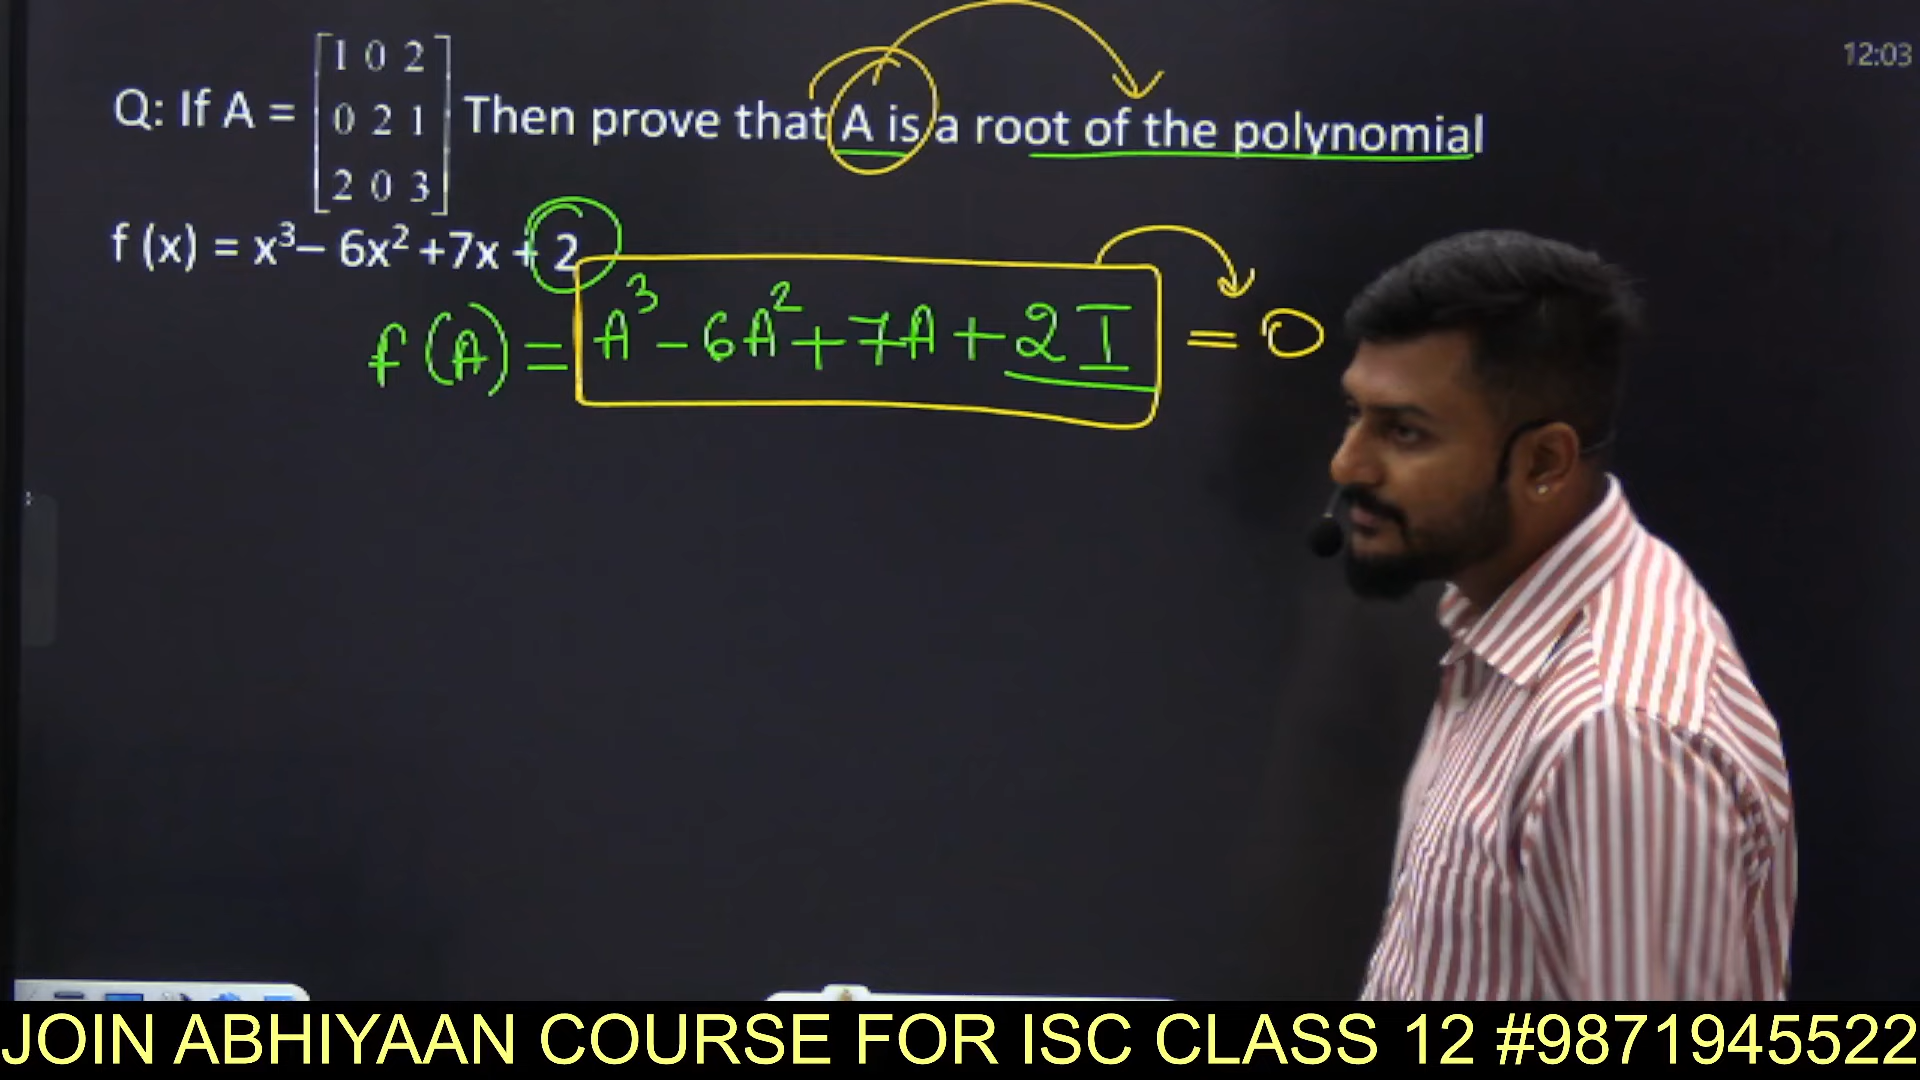 12:03
Q: If A = [1 0 2
0 2 1
2 0 3] Then prove that A is a root of the polynomial
f (x) = x³– 6x² +7x + 2
f(A) = A³ – 6A² + 7A + 2I = 0
JOIN ABHIYAAN COURSE FOR ISC CLASS 12 #9871945522